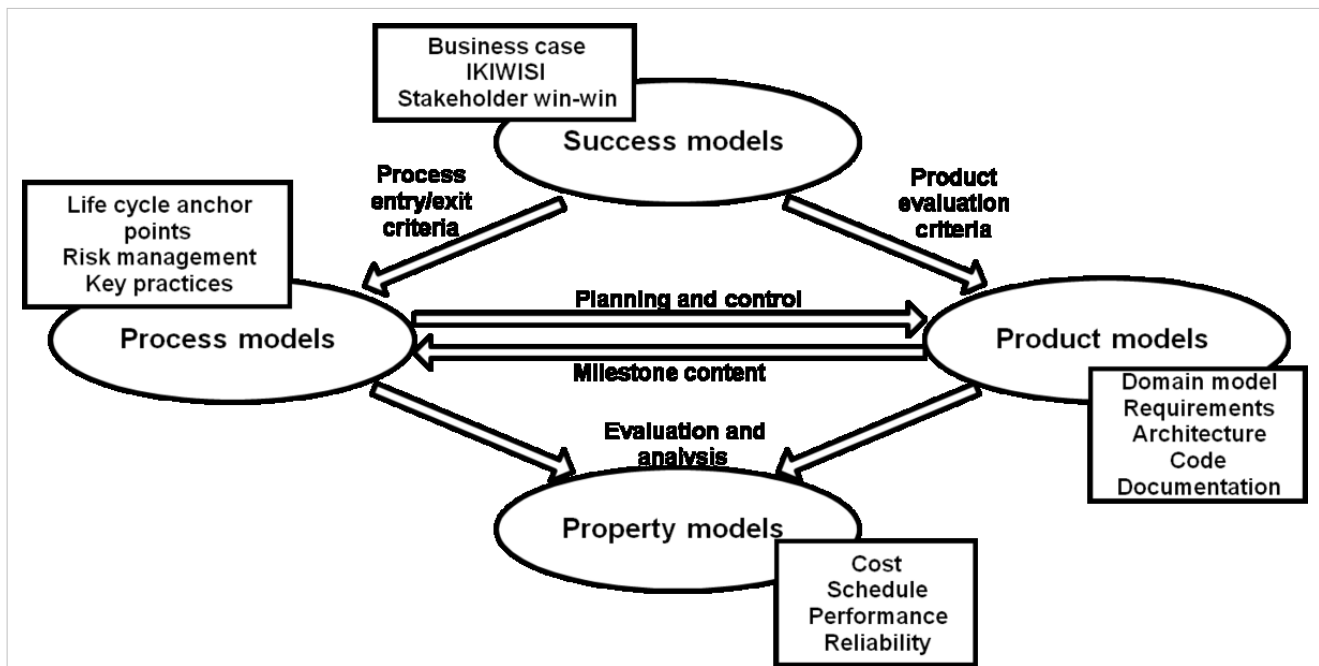 Business case
IKIWISI
Stakeholder win-win
Success models
Process
entry/exit
criteria
Product
evaluation
criteria
Life cycle anchor
points
Risk management
Key practices
Process models
Planning and control
Milestone content
Product models
Domain model
Requirements
Architecture
Code
Documentation
Evaluation and
analysis
Property models
Cost
Schedule
Performance
Reliability